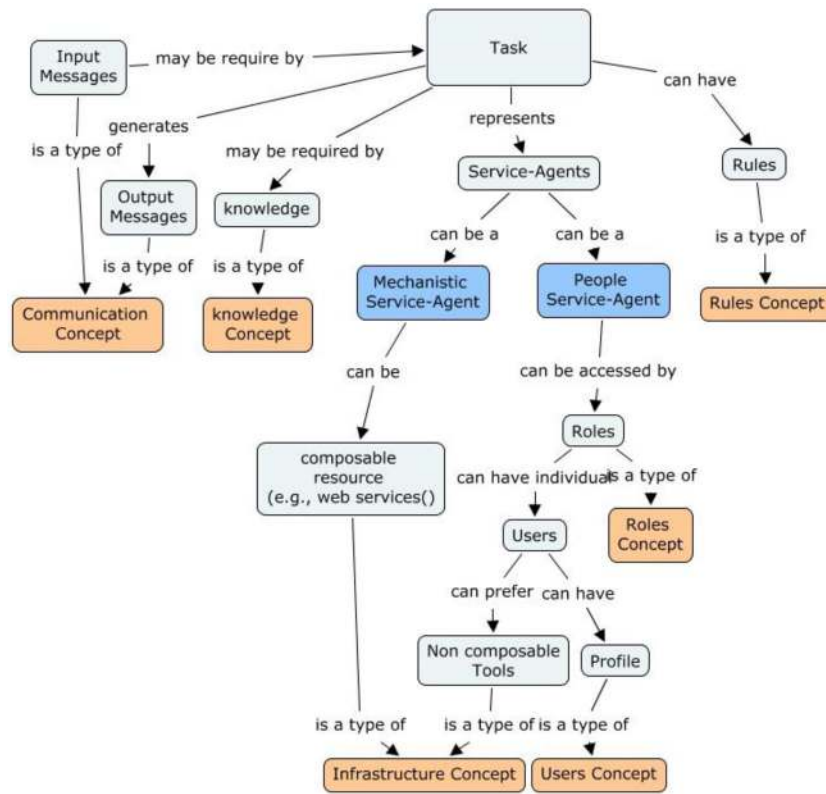 Task
Input
Messages
may be require by
can have
generates
represents
is a type of
may be required by
Rules
Service-Agents
Output
Messages
knowledge
can be a
can be a
is a type of
is a type of
is a type of
Mechanistic
Service-Agent
People
Service-Agent
Rules Concept
Communication
Concept
knowledge
Concept
can be
can be accessed by
Roles
composable
resource
(e.g., web services()
can have individual
is a type of
Users
Roles
Concept
can prefer
can have
Non composable
Tools
Profile
is a type of
is a type of
is a type of
Infrastructure Concept
Users Concept